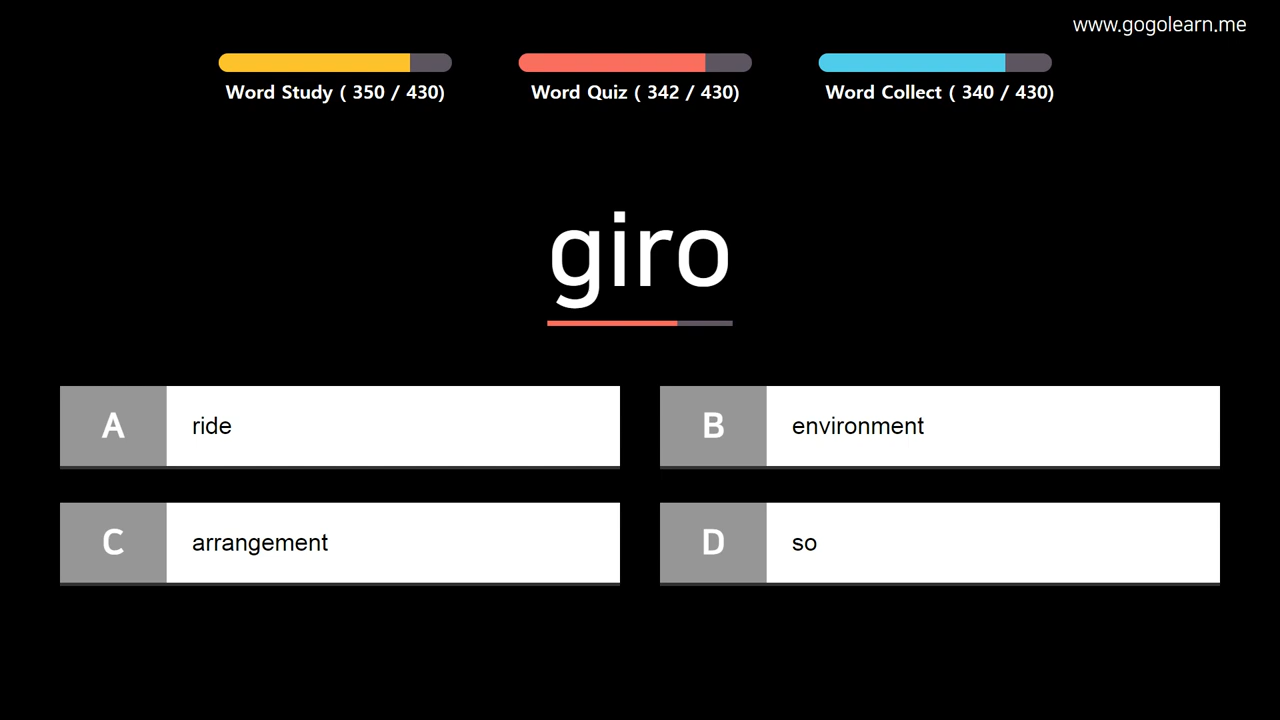 www.gogolearn.me
Word Study ( 350 / 430)
Word Quiz ( 342 / 430)
Word Collect ( 340 / 430)
giro
A ride
B environment
C arrangement
D so